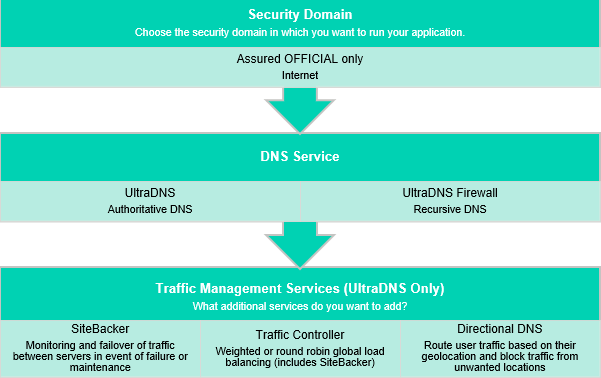 Security Domain
Choose the security domain in which you want to run your application.
Assured OFFICIAL only
Internet
DNS Service
UltraDNS
Authoritative DNS
UltraDNS Firewall
Recursive DNS
Traffic Management Services (UltraDNS Only)
What additional services do you want to add?
SiteBacker
Monitoring and failover of traffic
between servers in event of failure or
maintenance
Traffic Controller
Weighted or round robin global load
balancing (includes SiteBacker)
Directional DNS
Route user traffic based on their
geolocation and block traffic from
unwanted locations